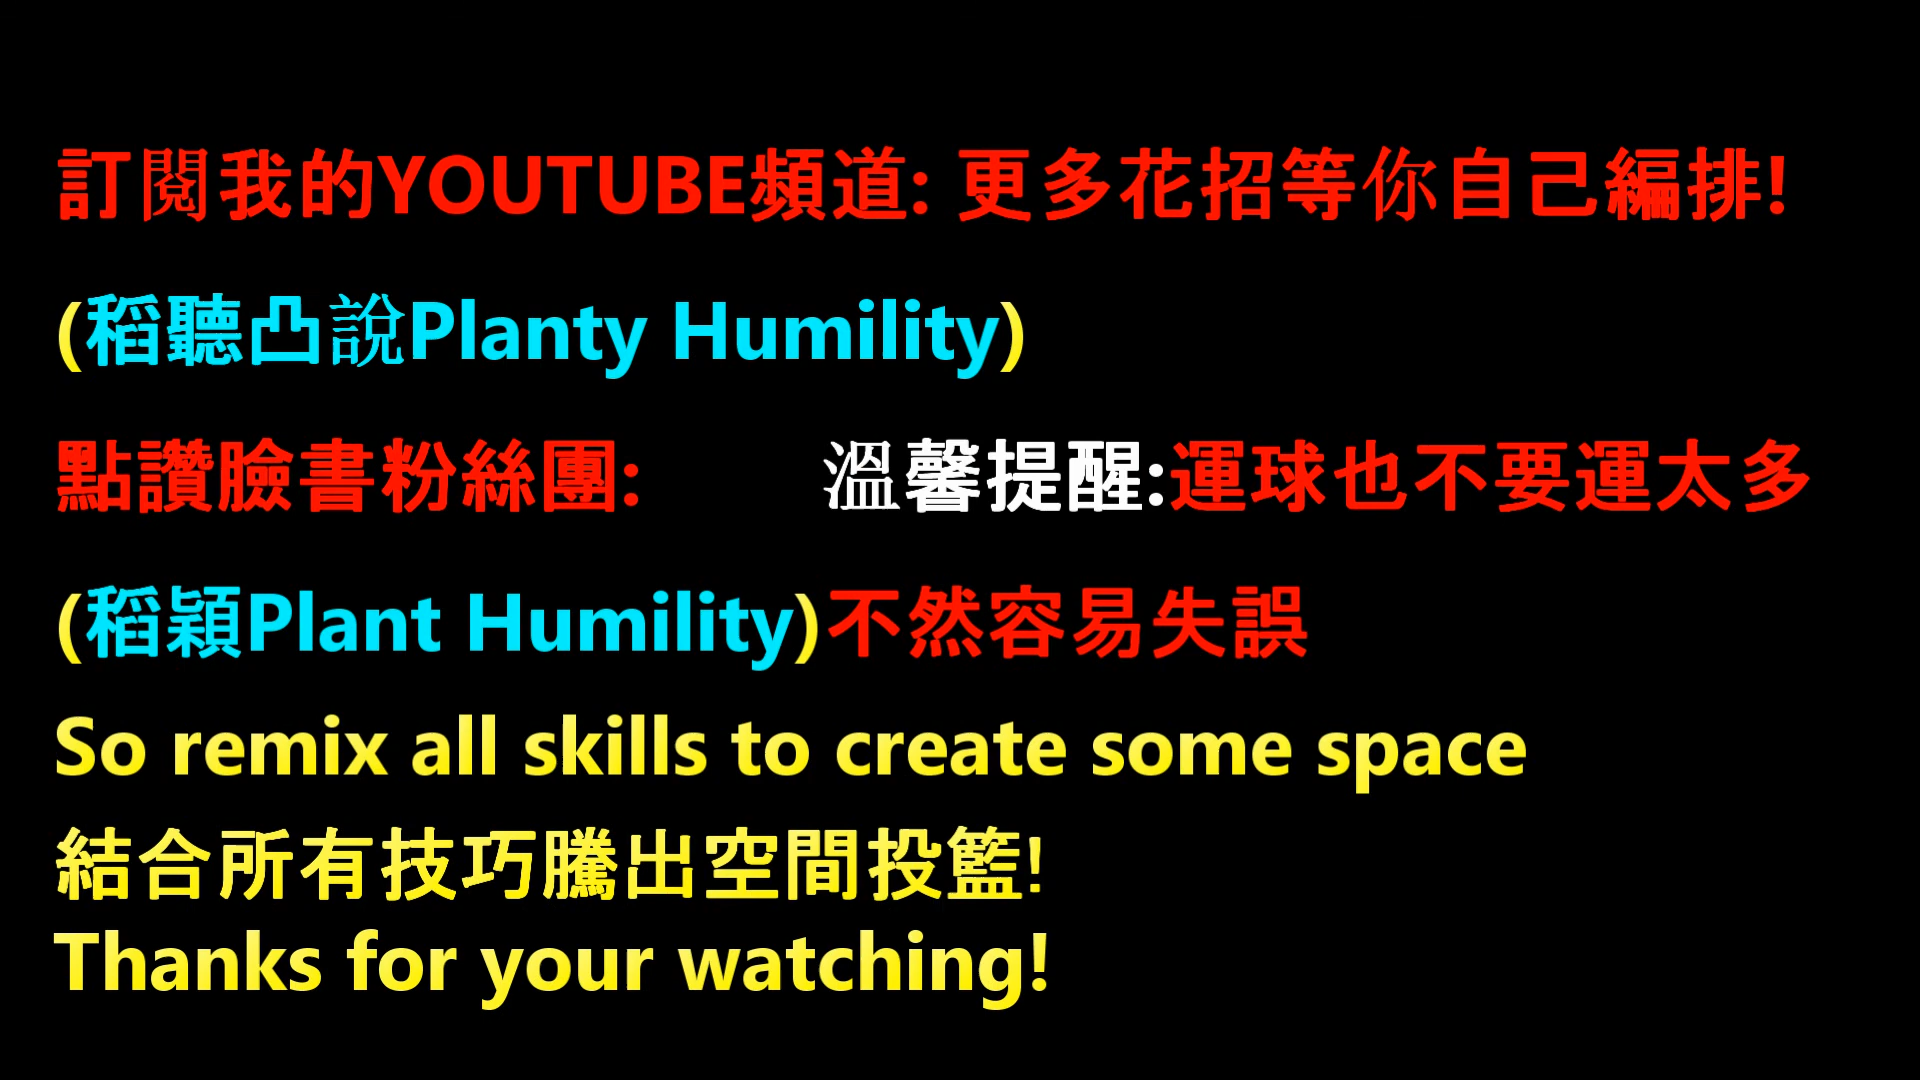 訂閱我的YOUTUBE頻道: 更多花招等你自己編排!
(稻聽凸說Planty Humility)
點讚臉書粉絲團: 溫馨提醒:運球也不要運太多
(稻穎Plant Humility)不然容易失誤
So remix all skills to create some space
結合所有技巧騰出空間投籃!
Thanks for your watching!